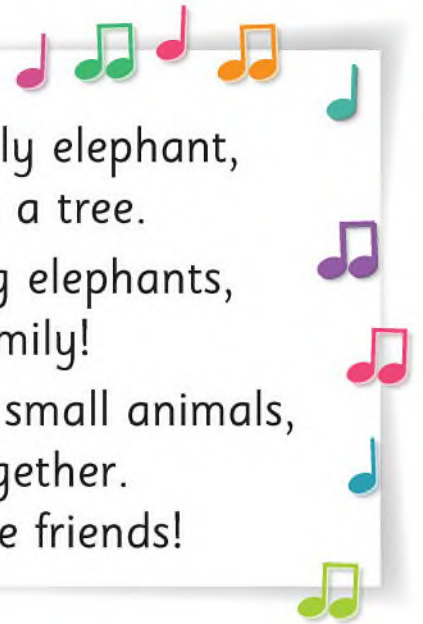 ly elephant,
a tree.
g elephants,
mily!
small animals,
gether.
e friends!